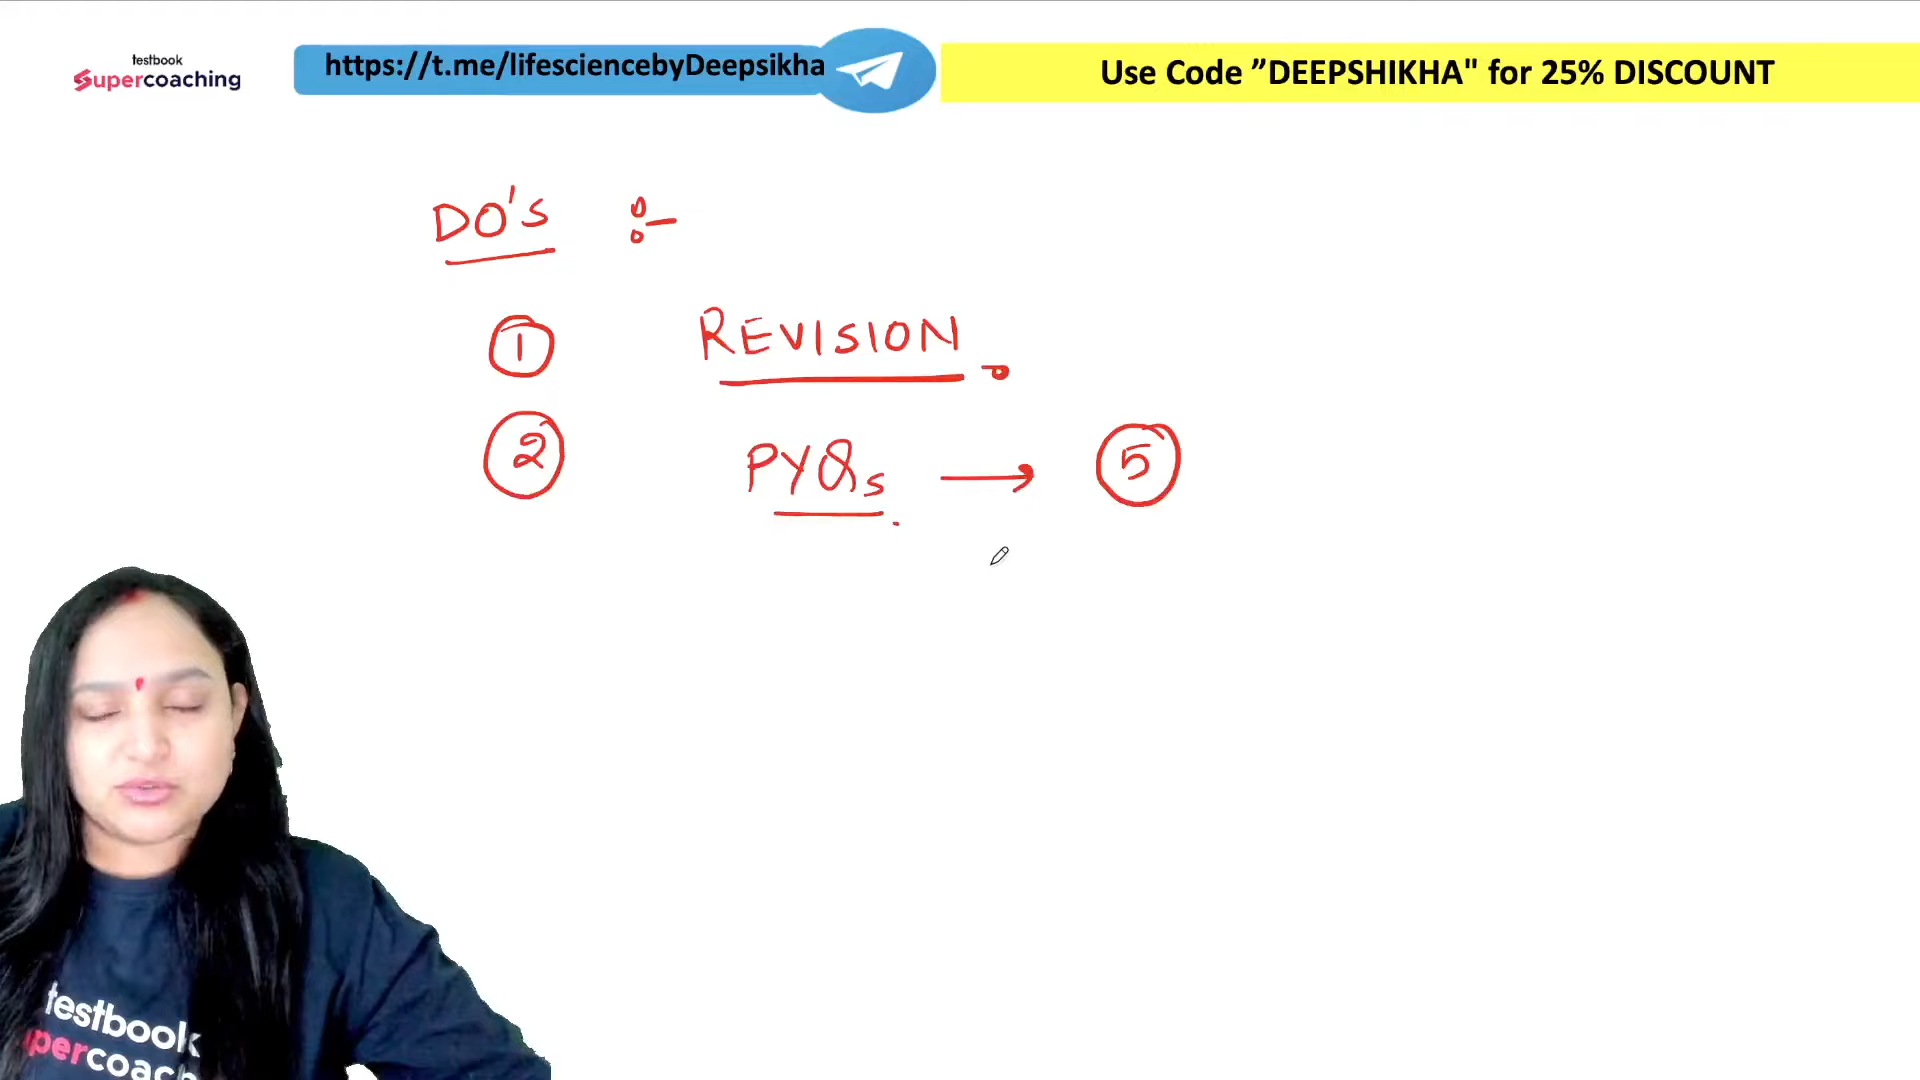 testbook
Supercoaching
https://t.me/lifesciencebyDeepsikha
Use Code ”DEEPSHIKHA" for 25% DISCOUNT
DO'S :-
1 REVISION
2 PYQs → 5
testbook
percoach